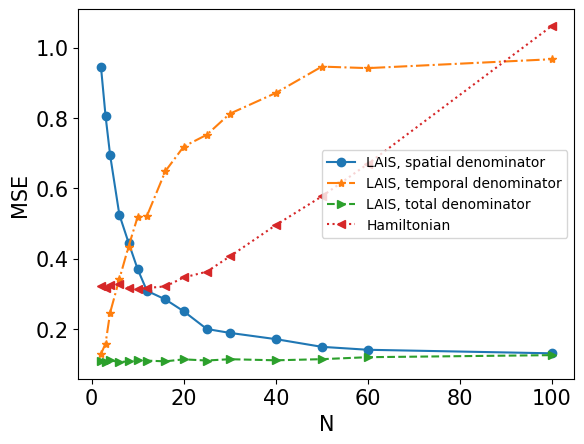 1.0
0.8
0.6
0.4
0.2
MSE
LAIS, spatial denominator
LAIS, temporal denominator
LAIS, total denominator
Hamiltonian
0 20 40 60 80 100
N